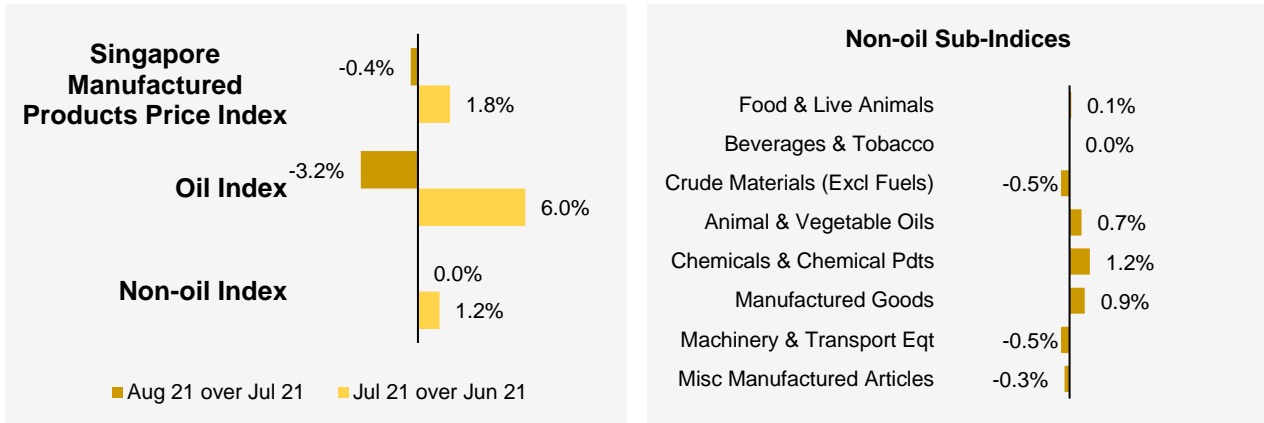 Singapore
Manufactured
Products Price Index
-0.4%
1.8%
Oil Index
-3.2%
6.0%
Non-oil Index
0.0%
1.2%
Aug 21 over Jul 21
Jul 21 over Jun 21
Non-oil Sub-Indices
Food & Live Animals
0.1%
Beverages & Tobacco
0.0%
Crude Materials (Excl Fuels)
-0.5%
Animal & Vegetable Oils
0.7%
Chemicals & Chemical Pdts
1.2%
Manufactured Goods
0.9%
Machinery & Transport Eqt
-0.5%
Misc Manufactured Articles
-0.3%